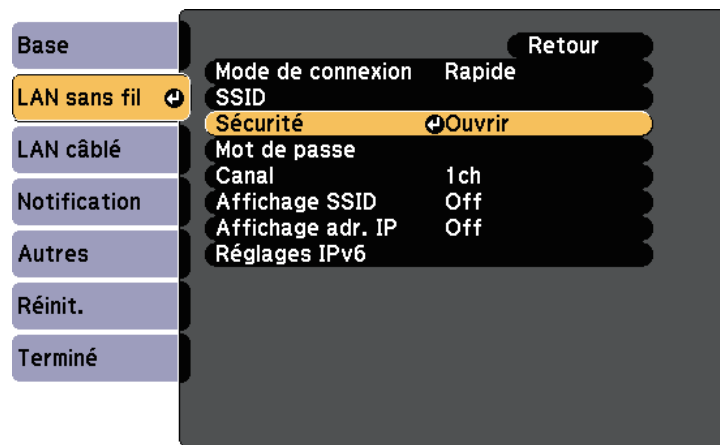 Base
LAN sans fil
LAN câblé
Notification
Autres
Réinit.
Terminé
Retour
Mode de connexion Rapide
SSID
Sécurité Ouvrir
Mot de passe
Canal 1ch
Affichage SSID Off
Affichage adr. IP Off
Réglages IPv6